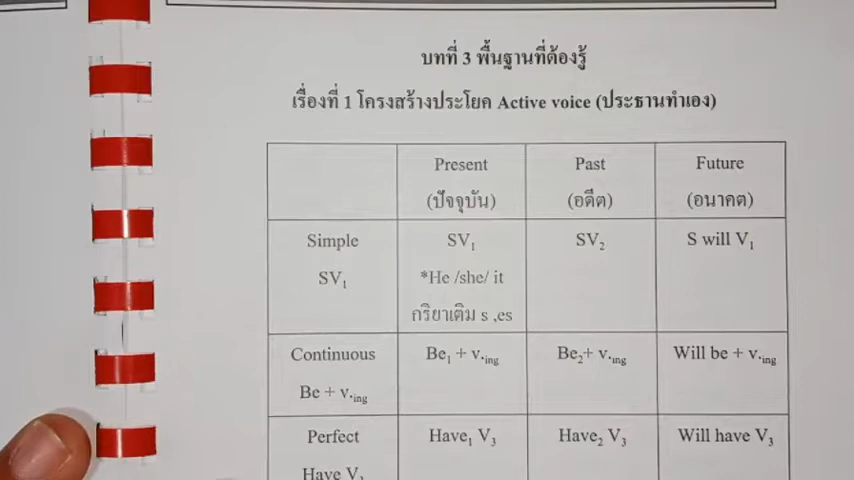 บทที่ 3 พื้นฐานที่ต้องรู้
เรื่องที่ 1 โครงสร้างประโยค Active voice (ประธานทำเอง)
Present Past Future
(ปัจจุบัน) (อดีต) (อนาคต)
Simple SV₁ SV₂ S will V₁
SV₁ *He /she/ it
กริยาเติม s ,es
Continuous Be₁ + v.ing Be₂+ v.ing Will be + v.ing
Be + v.ing
Perfect Have₁ V₃ Have₂ V₃ Will have V₃
Have V₃